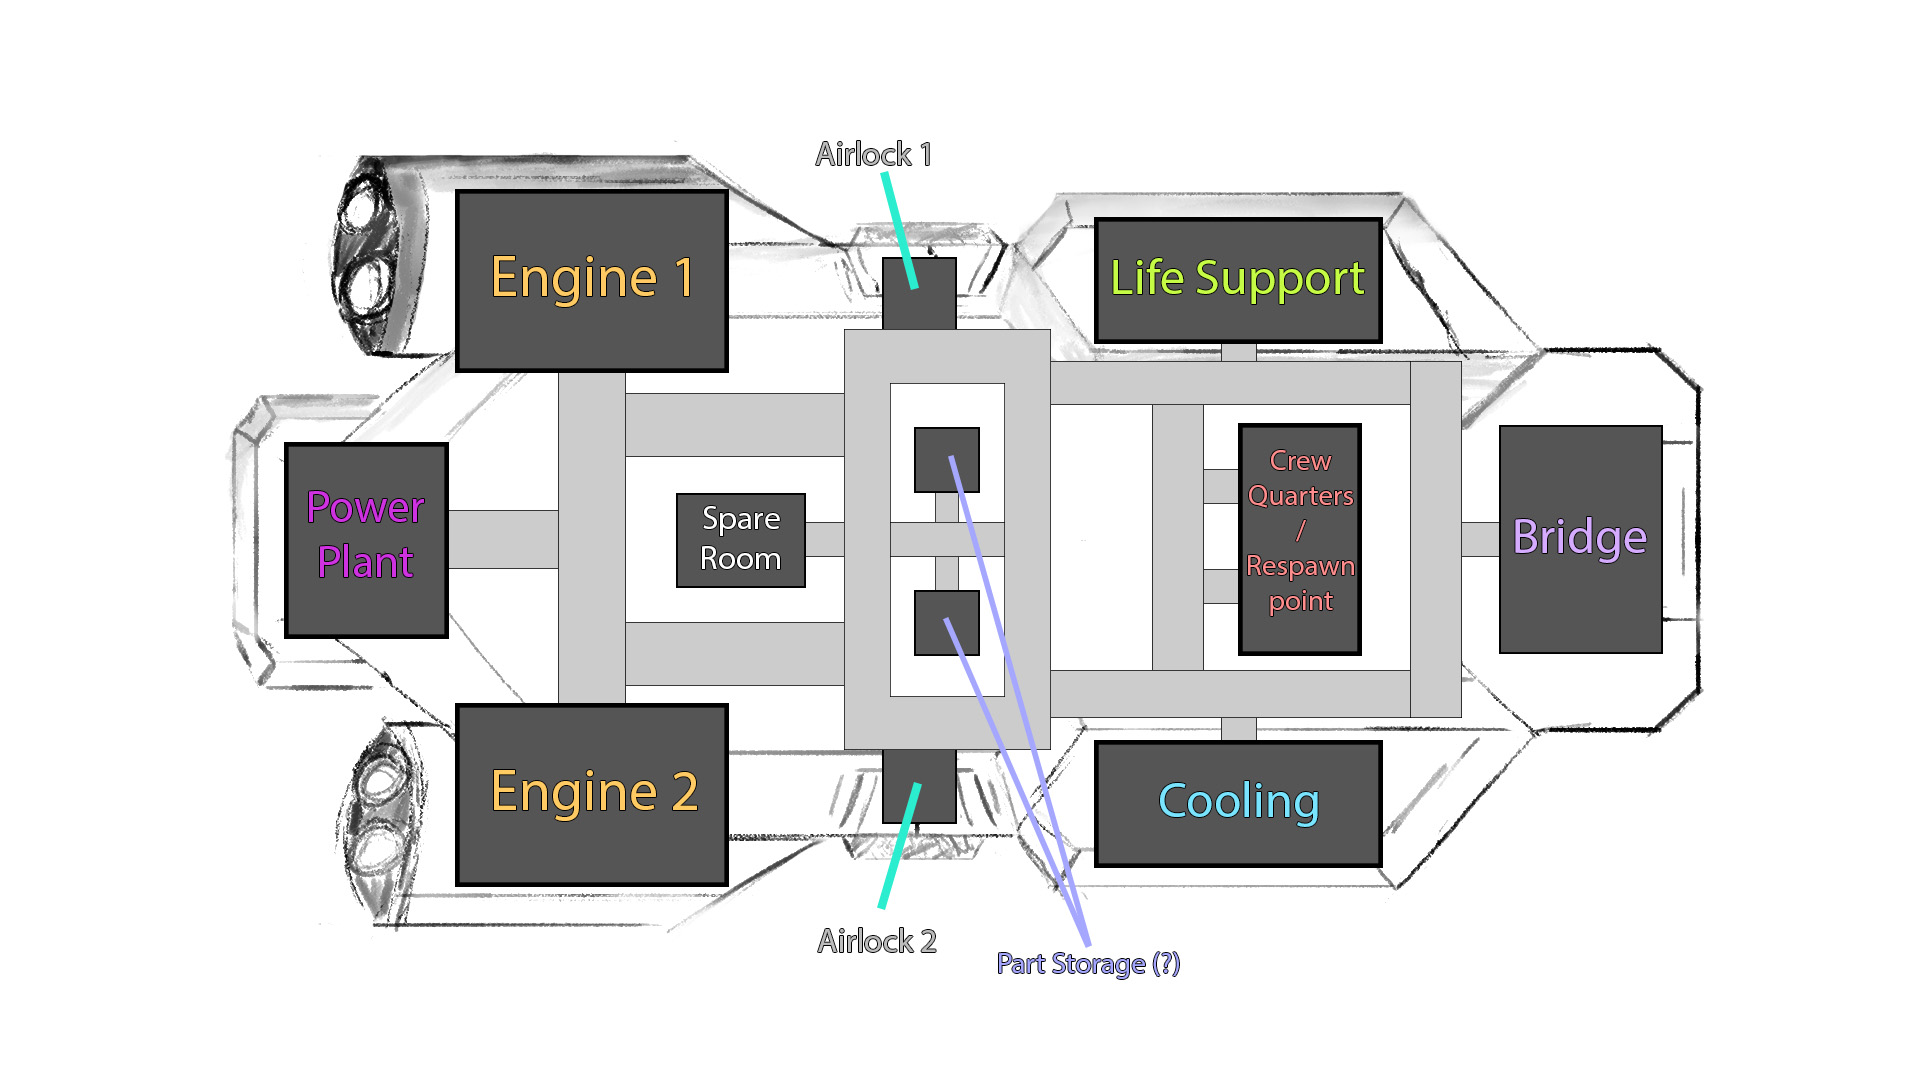 Airlock 1
Engine 1
Life Support
Power
Plant
Spare
Room
Crew
Quarters
/
Respawn
point
Bridge
Engine 2
Cooling
Airlock 2
Part Storage (?)